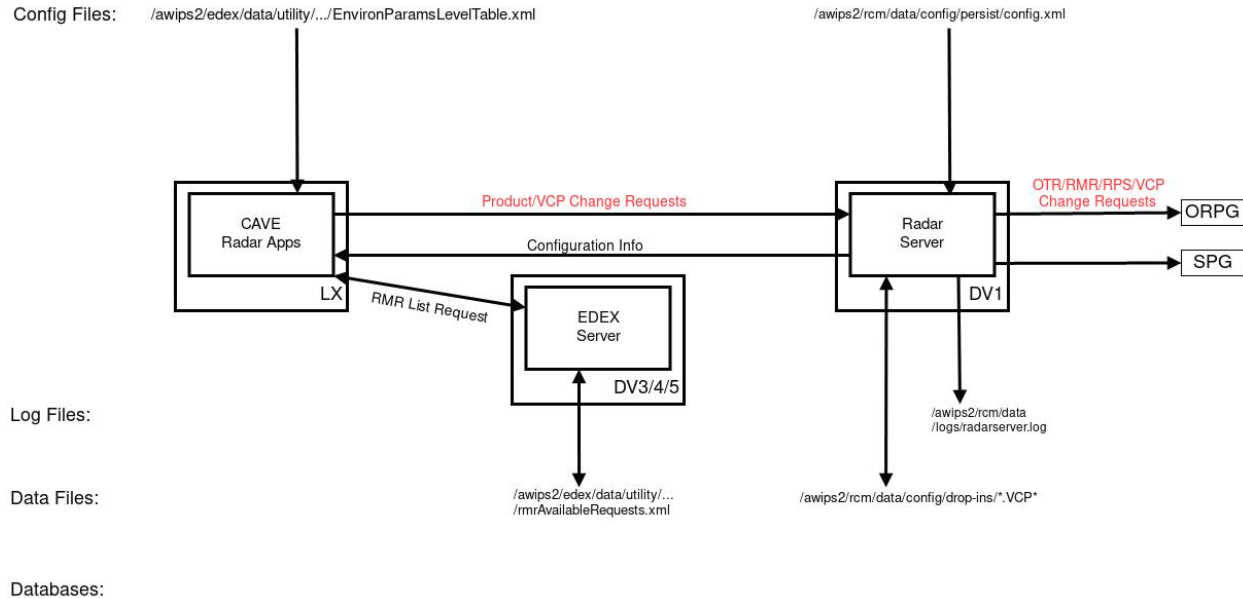 Config Files:
/awips2/edex/data/utility/.../EnvironParamsLevelTable.xml
/awips2/rcm/data/config/persist/config.xml
CAVE
Radar Apps
LX
Product/VCP Change Requests
Configuration Info
RMR List Request
EDEX
Server
DV3/4/5
Radar
Server
DV1
OTR/RMR/RPS/VCP
Change Requests
ORPG
SPG
Log Files:
/awips2/rcm/data
/logs/radarserver.log
Data Files:
/awips2/edex/data/utility/...
/rmrAvailableRequests.xml
/awips2/rcm/data/config/drop-ins/*.VCP*
Databases: